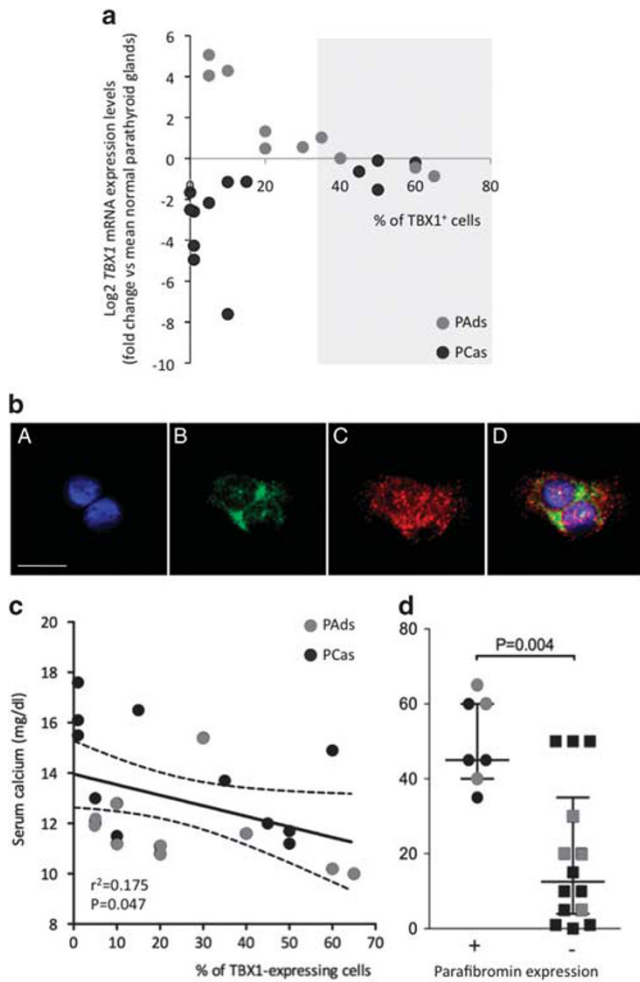 a
Log2 TBX1 mRNA expression levels
(fold change vs mean normal parathyroid glands)
6
4
2
0
-2
-4
-6
-8
-10
0
20
40
60
80
% of TBX1⁺ cells
PAds
PCas
b
A
B
C
D
c
Serum calcium (mg/dl)
20
18
16
14
12
10
8
PAds
PCas
r²=0.175
P=0.047
0
10
20
30
40
50
60
70
% of TBX1-expressing cells
d
80
60
40
20
0
P=0.004
+
-
Parafibromin expression